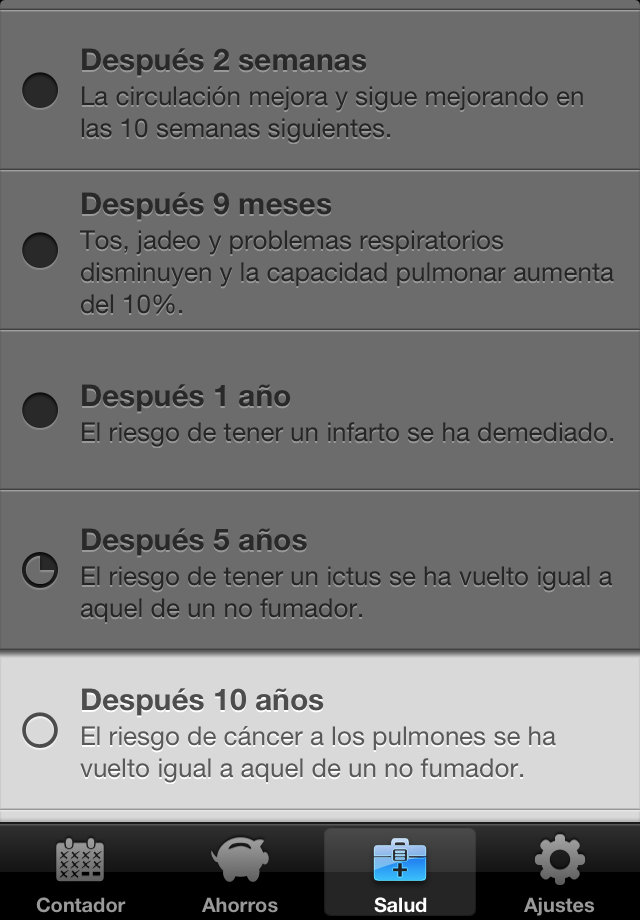 Después 2 semanas
La circulación mejora y sigue mejorando en
las 10 semanas siguientes.
Después 9 meses
Tos, jadeo y problemas respiratorios
disminuyen y la capacidad pulmonar aumenta
del 10%.
Después 1 año
El riesgo de tener un infarto se ha demediado.
Después 5 años
El riesgo de tener un ictus se ha vuelto igual a
aquel de un no fumador.
Después 10 años
El riesgo de cáncer a los pulmones se ha
vuelto igual a aquel de un no fumador.
Contador
Ahorros
Salud
Ajustes